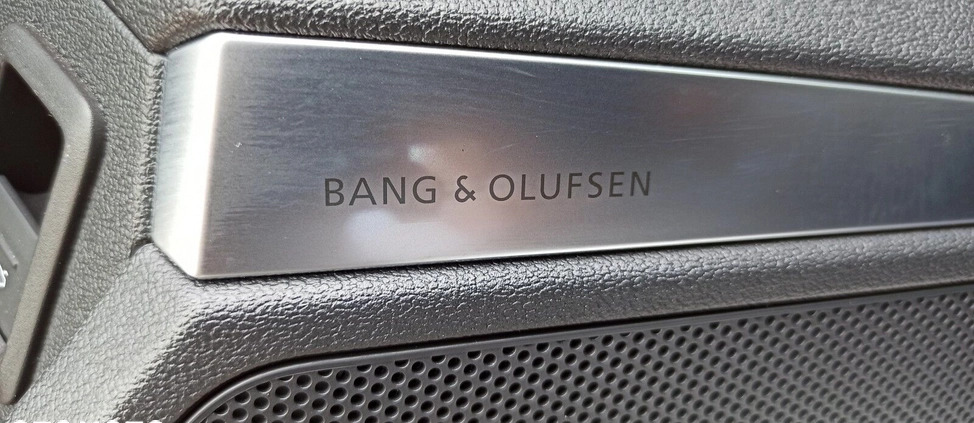 BANG & OLUFSEN